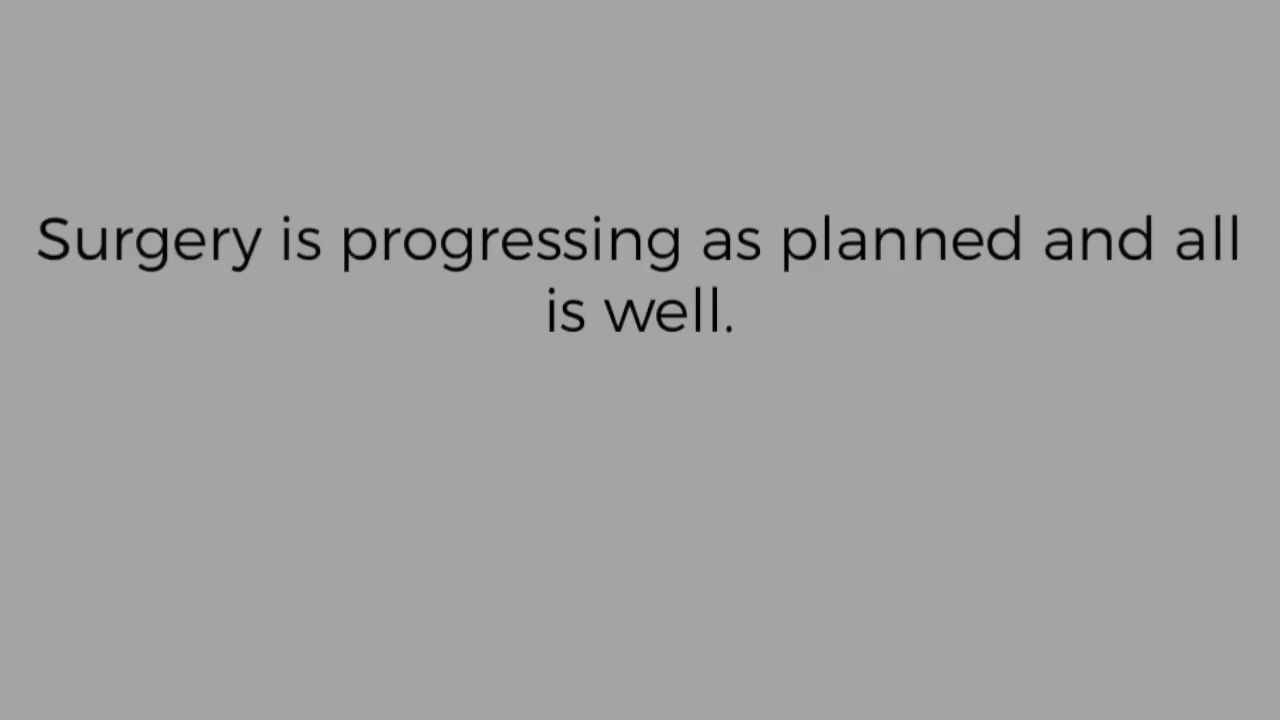 Surgery is progressing as planned and all
is well.